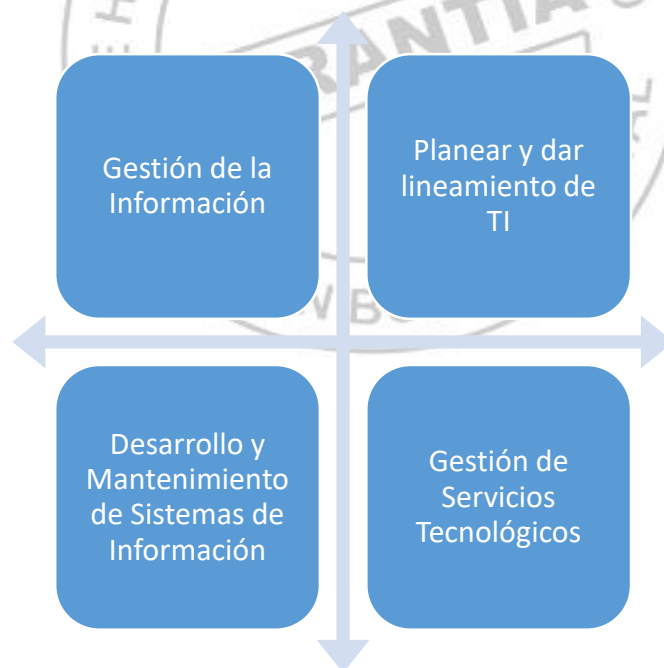 RANTIA
Gestión de la
Información
Planear y dar
lineamiento de
TI
Desarrollo y
Mantenimiento
de Sistemas de
Información
Gestión de
Servicios
Tecnológicos